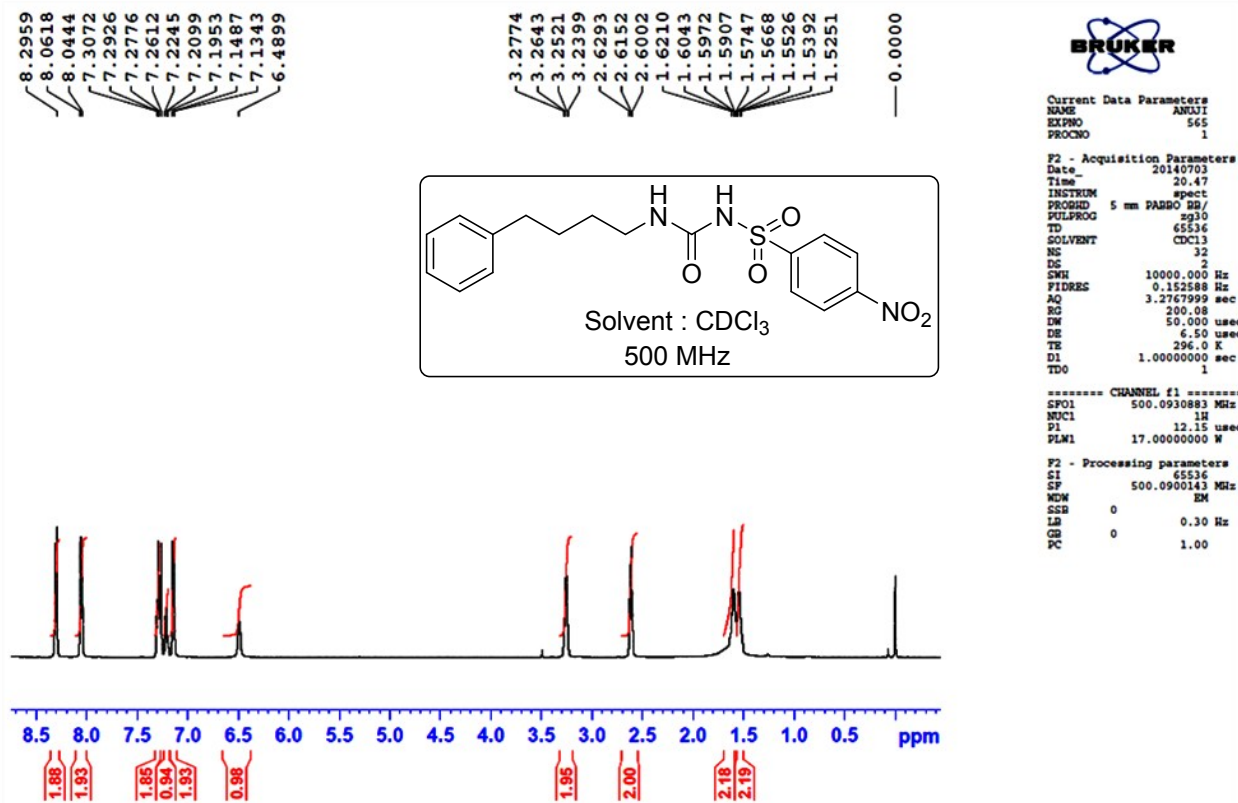 8.2959
8.0618
8.0444
7.3072
7.2926
7.2776
7.2612
7.2245
7.2099
7.1953
7.1487
7.1343
6.4899
3.2774
3.2643
3.2521
3.2399
2.6293
2.6152
2.6002
1.6210
1.6043
1.5972
1.5907
1.5747
1.5668
1.5526
1.5392
1.5251
0.0000
BRUKER
Current Data Parameters
NAME ANUJI
EXPNO 565
PROCNO 1
F2 - Acquisition Parameters
Date_ 20140703
Time 20.47
INSTRUM spect
PROBHD 5 mm PABBO BB/
PULPROG zg30
TD 65536
SOLVENT CDCl3
NS 32
DS 2
SWH 10000.000 Hz
FIDRES 0.152588 Hz
AQ 3.2767999 sec
RG 200.08
DW 50.000 usec
DE 6.50 usec
TE 296.0 K
D1 1.00000000 sec
TD0 1
======== CHANNEL f1 ========
SFO1 500.0930883 MHz
NUC1 1H
P1 12.15 usec
PLW1 17.00000000 W
F2 - Processing parameters
SI 65536
SF 500.0900143 MHz
WDW EM
SSB 0
LB 0.30 Hz
GB 0
PC 1.00
H H
N N O
S
O O
NO2
Solvent : CDCl3
500 MHz
8.5 8.0 7.5 7.0 6.5 6.0 5.5 5.0 4.5 4.0 3.5 3.0 2.5 2.0 1.5 1.0 0.5 ppm
1.88 1.93 1.85 0.94 1.93 0.98 1.95 2.00 2.18 2.19